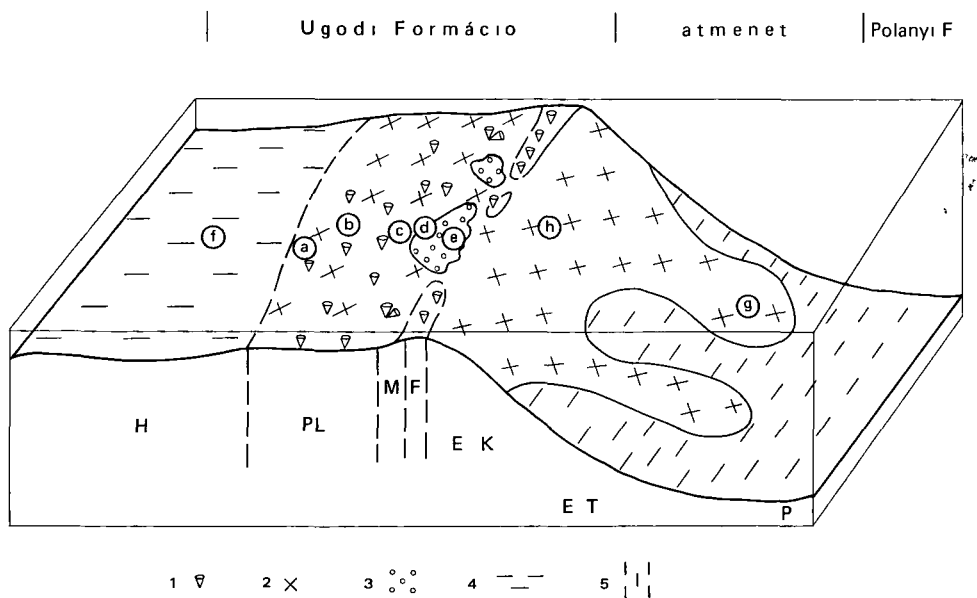 Ugodi Formácio atmenet Polanyi F
f a b c d e h g
M F
H PL E K
E T P
1 2 3 4 5